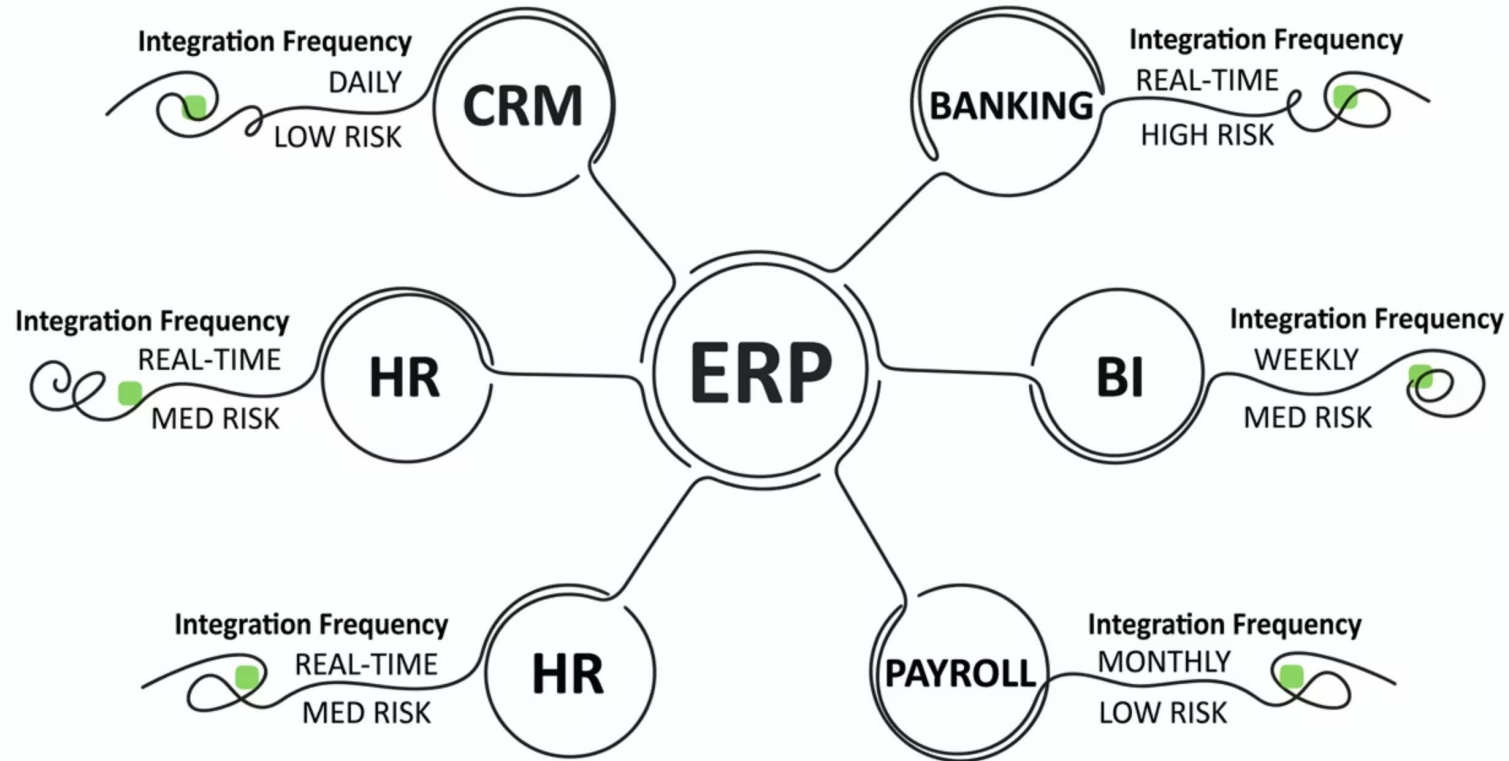 Integration Frequency
DAILY
LOW RISK
CRM
BANKING
Integration Frequency
REAL-TIME
HIGH RISK
Integration Frequency
REAL-TIME
MED RISK
HR
ERP
BI
Integration Frequency
WEEKLY
MED RISK
Integration Frequency
REAL-TIME
MED RISK
HR
PAYROLL
Integration Frequency
MONTHLY
LOW RISK